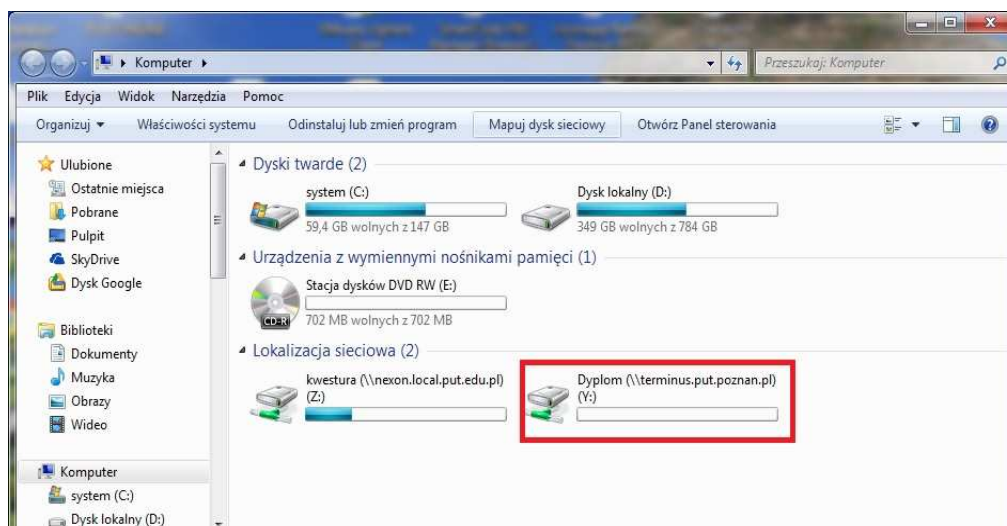 Komputer
Przeszukaj: Komputer
Plik Edycja Widok Narzędzia Pomoc
Organizuj Właściwości systemu Odinstaluj lub zmień program Mapuj dysk sieciowy Otwórz Panel sterowania
Ulubione
Ostatnie miejsca
Pobrane
Pulpit
SkyDrive
Dysk Google
Biblioteki
Dokumenty
Muzyka
Obrazy
Wideo
Komputer
system (C:)
Dysk lokalny (D:)
Dyski twarde (2)
system (C:)
59,4 GB wolnych z 147 GB
Dysk lokalny (D:)
349 GB wolnych z 784 GB
Urządzenia z wymiennymi nośnikami pamięci (1)
Stacja dysków DVD RW (E:)
CD-R
702 MB wolnych z 702 MB
Lokalizacja sieciowa (2)
kwestura (\\nexon.local.put.edu.pl)
(Z:)
Dyplom (\\terminus.put.poznan.pl)
(Y:)